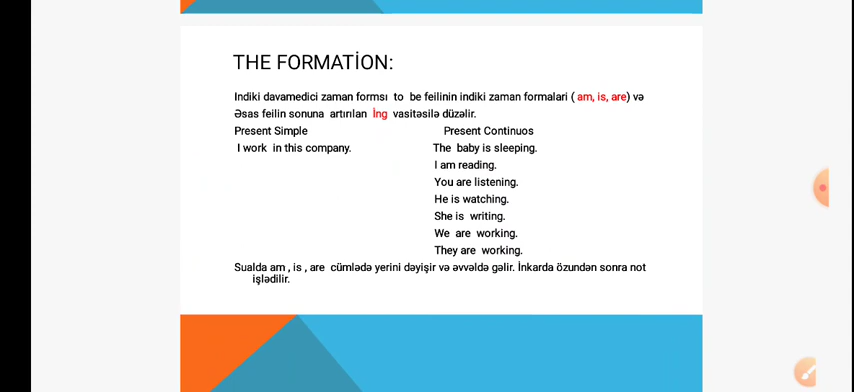 THE FORMATİON:
Indiki davamedici zaman formsı to be feilinin indiki zaman formalari ( am, is, are) və
Əsas feilin sonuna artırılan İng vasitəsilə düzəlir.
Present Simple Present Continuos
I work in this company. The baby is sleeping.
I am reading.
You are listening.
He is watching.
She is writing.
We are working.
They are working.
Sualda am , is , are cümlədə yerini dəyişir və əvvəldə gəlir. İnkarda özundən sonra not
işlədilir.